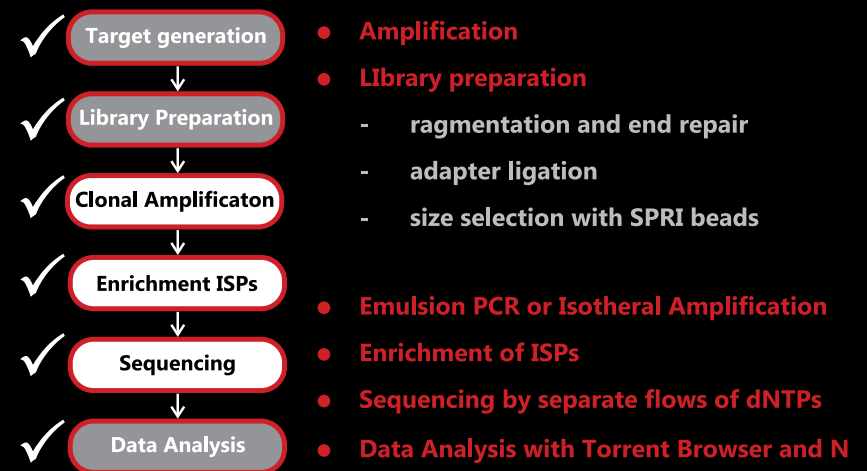 Target generation
Library Preparation
Clonal Amplificaton
Enrichment ISPs
Sequencing
Data Analysis
● Amplification
● LIbrary preparation
- ragmentation and end repair
- adapter ligation
- size selection with SPRI beads
● Emulsion PCR or Isotheral Amplification
● Enrichment of ISPs
● Sequencing by separate flows of dNTPs
● Data Analysis with Torrent Browser and N